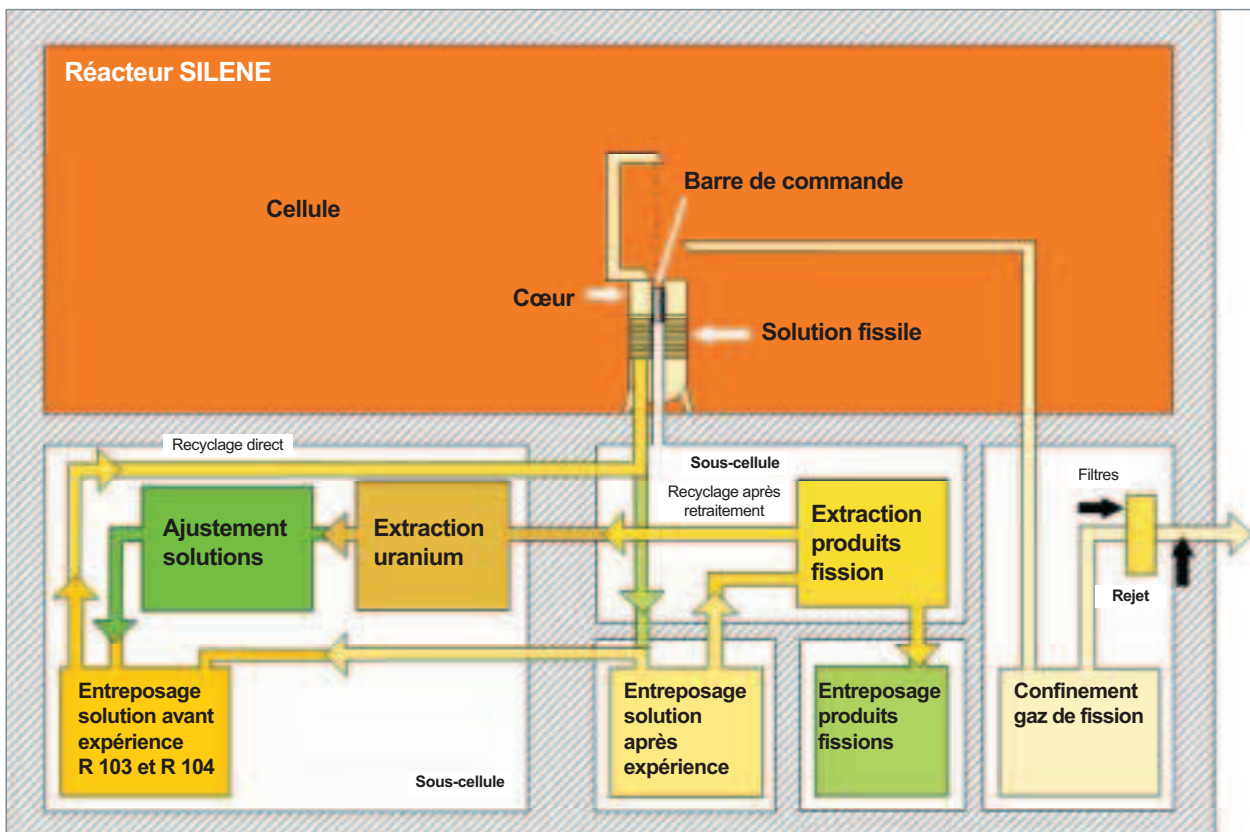 Réacteur SILENE
Barre de commande
Cellule
Cœur
Solution fissile
Recyclage direct
Sous-cellule
Recyclage après
retraitement
Filtres
Ajustement
solutions
Extraction
uranium
Extraction
produits
fission
Rejet
Entreposage
solution avant
expérience
R 103 et R 104
Sous-cellule
Entreposage
solution
après
expérience
Entreposage
produits
fissions
Confinement
gaz de fission